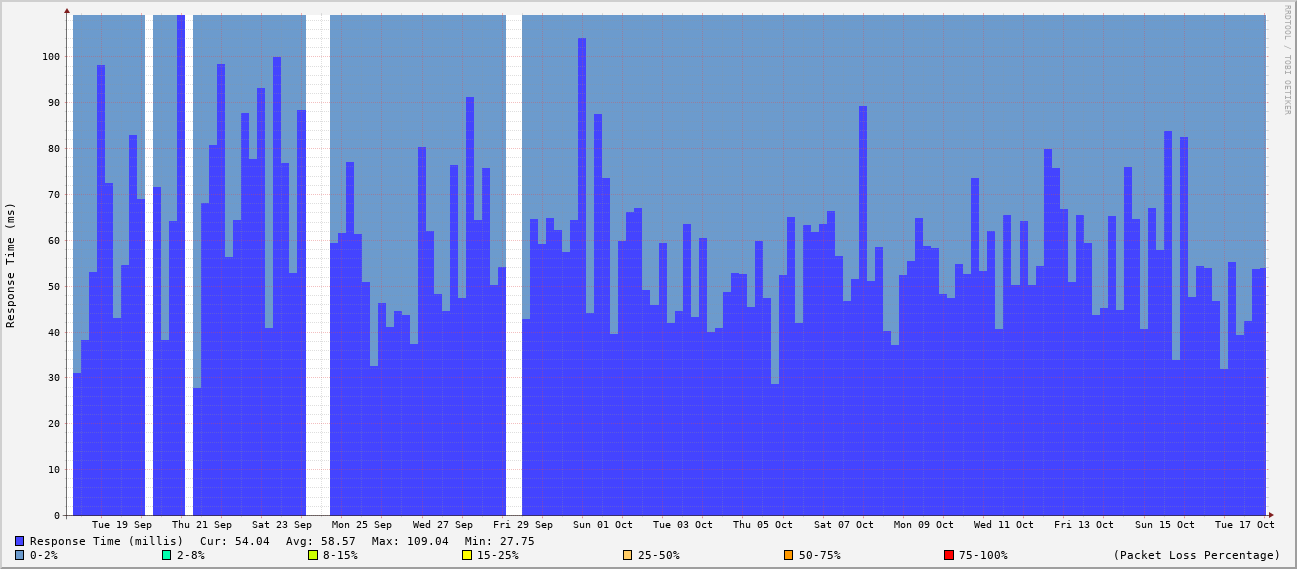 RRDTOOL / TOBI OETIKER
Response Time (ms)
100
90
80
70
60
50
40
30
20
10
0
Tue 19 Sep Thu 21 Sep Sat 23 Sep Mon 25 Sep Wed 27 Sep Fri 29 Sep Sun 01 Oct Tue 03 Oct Thu 05 Oct Sat 07 Oct Mon 09 Oct Wed 11 Oct Fri 13 Oct Sun 15 Oct Tue 17 Oct
Response Time (millis) Cur: 54.04 Avg: 58.57 Max: 109.04 Min: 27.75
0-2% 2-8% 8-15% 15-25% 25-50% 50-75% 75-100% (Packet Loss Percentage)